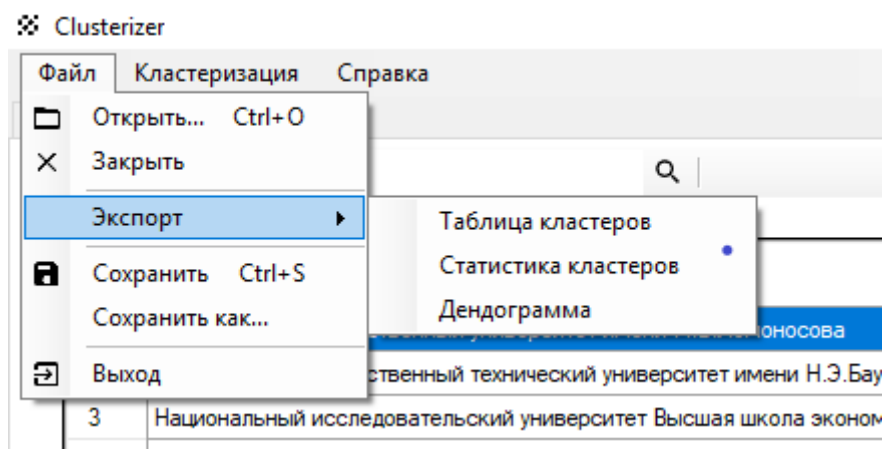 Clusterizer
Файл Кластеризация Справка
Открыть... Ctrl+O
Закрыть
Экспорт
Таблица кластеров
Статистика кластеров
Дендограмма
Сохранить Ctrl+S
Сохранить как...
Выход
технический университет имени Н.Э.Бау
3 Национальный исследовательский университет Высшая школа эконом